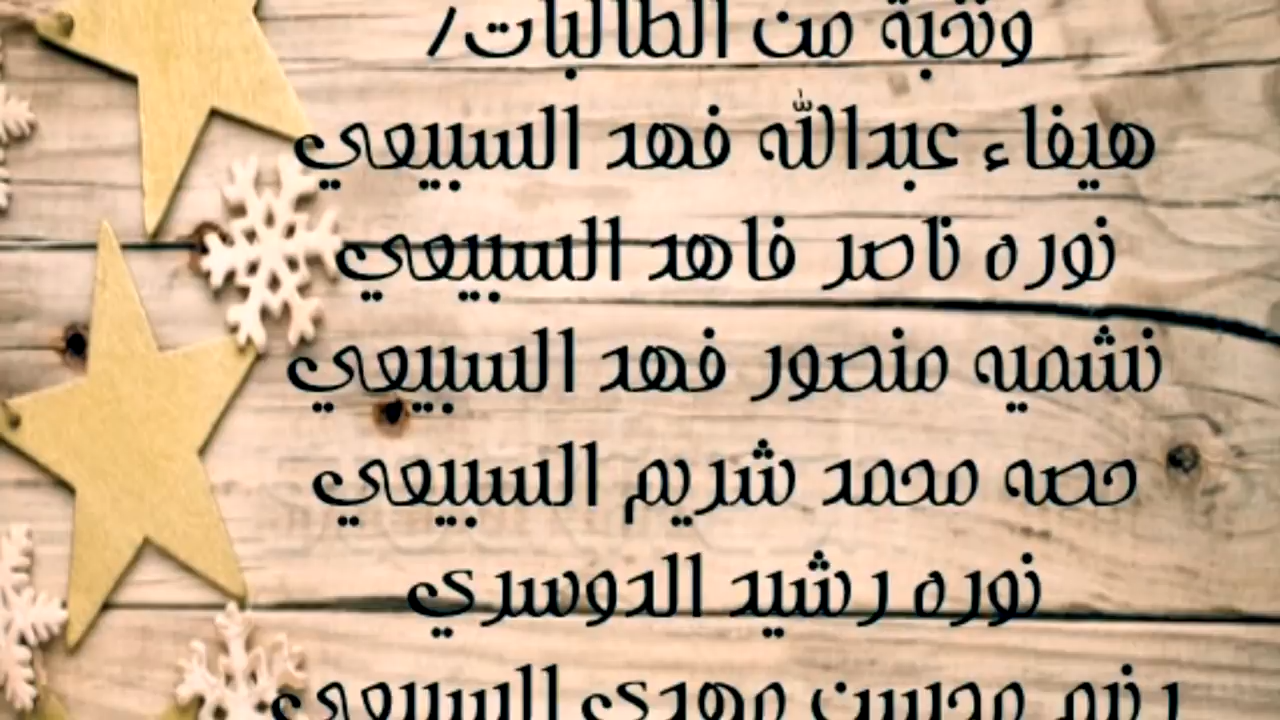 ونخبة من الطالبات/
هيفاء عبدالله فهد السبيعي
نوره ناصر فاهد السبيعي
نشميه منصور فهد السبيعي
حصه محمد شريم السبيعي
نوره رشيد الدوسري
محسن مهدي السبيعي